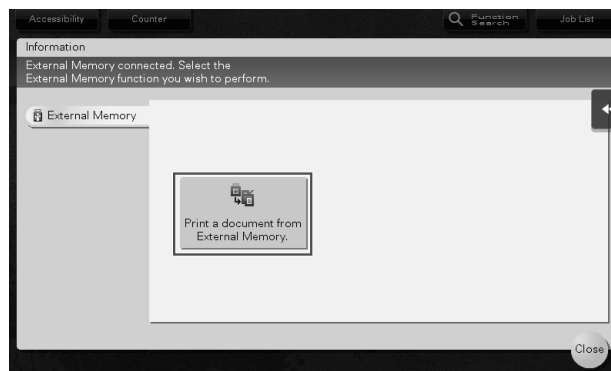 Accessibility
Counter
Function
Search
Job List
Information
External Memory connected. Select the
External Memory function you wish to perform.
External Memory
Print a document from
External Memory.
Close